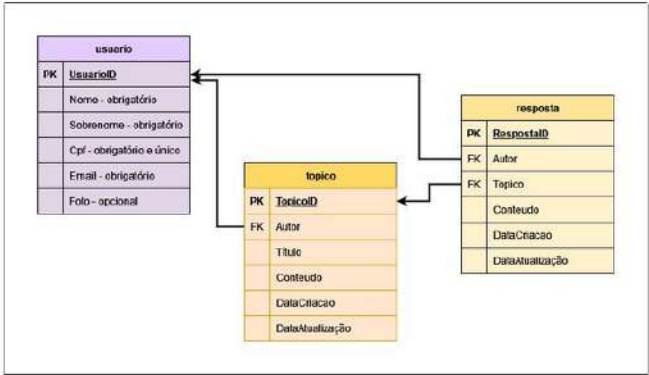 usuario
PK UsuarioID
Nome - obrigatório
Sobrenome - obrigatório
Cpf - obrigatório e único
Email - obrigatório
Foto - opcional
topico
PK TopicoID
FK Autor
Título
Conteudo
DataCriacao
DataAtualização
resposta
PK RespostaID
FK Autor
FK Topico
Conteudo
DataCriacao
DataAtualização